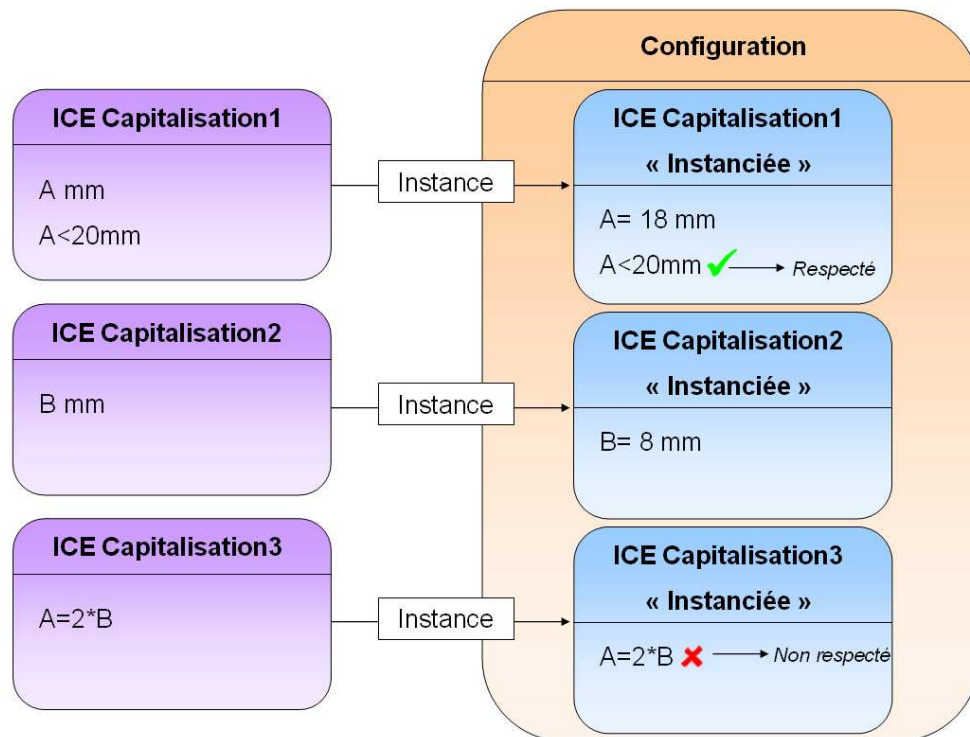 Configuration
ICE Capitalisation1
A mm
A<20mm
Instance
ICE Capitalisation1
« Instanciée »
A= 18 mm
A<20mm
Respecté
ICE Capitalisation2
B mm
Instance
ICE Capitalisation2
« Instanciée »
B= 8 mm
ICE Capitalisation3
A=2*B
Instance
ICE Capitalisation3
« Instanciée »
A=2*B
Non respecté